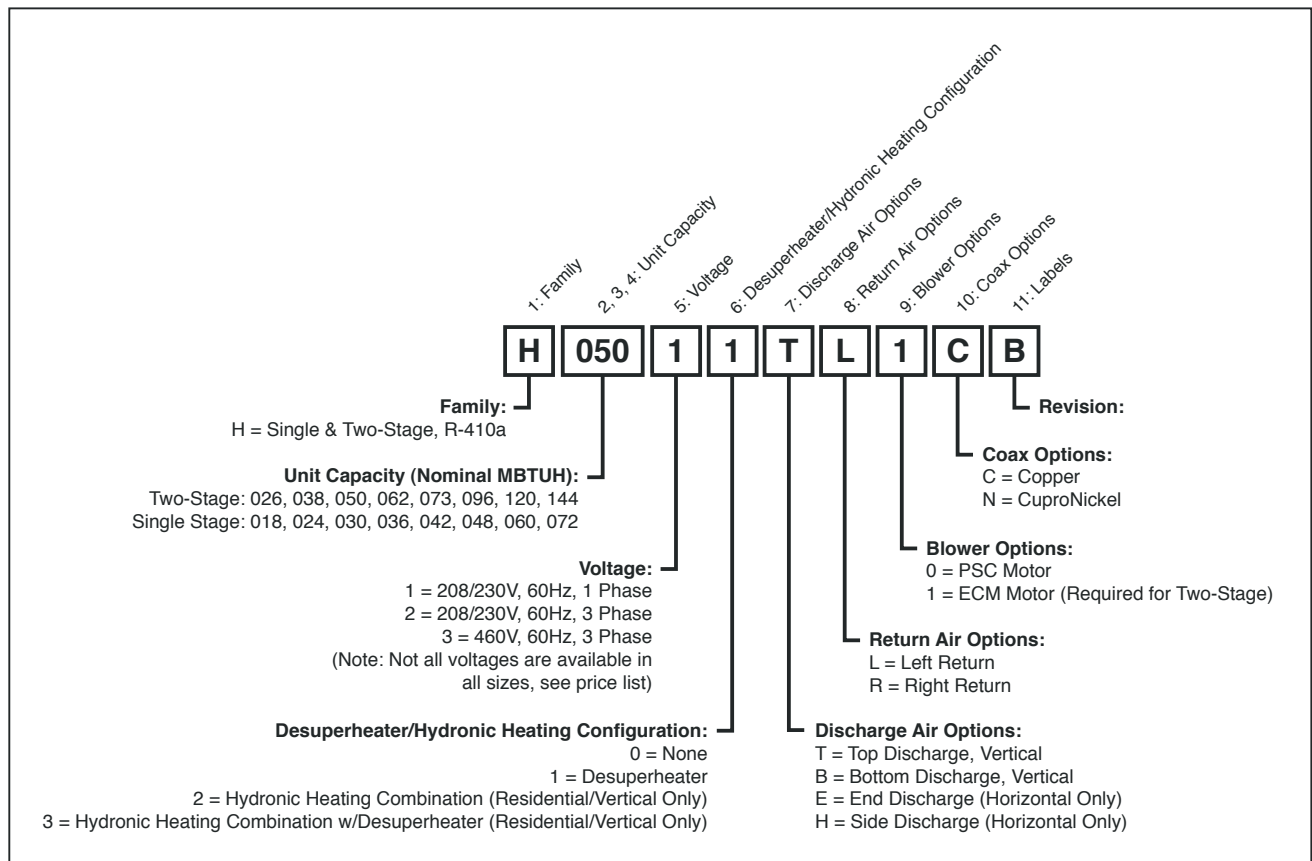 1: Family
2, 3, 4: Unit Capacity
5: Voltage
6: Desuperheater/Hydronic Heating Configuration
7: Discharge Air Options
8: Return Air Options
9: Blower Options
10: Coax Options
11: Labels
H 050 1 1 T L 1 C B
Family:
H = Single & Two-Stage, R-410a
Unit Capacity (Nominal MBTUH):
Two-Stage: 026, 038, 050, 062, 073, 096, 120, 144
Single Stage: 018, 024, 030, 036, 042, 048, 060, 072
Voltage:
1 = 208/230V, 60Hz, 1 Phase
2 = 208/230V, 60Hz, 3 Phase
3 = 460V, 60Hz, 3 Phase
(Note: Not all voltages are available in
all sizes, see price list)
Desuperheater/Hydronic Heating Configuration:
0 = None
1 = Desuperheater
2 = Hydronic Heating Combination (Residential/Vertical Only)
3 = Hydronic Heating Combination w/Desuperheater (Residential/Vertical Only)
Revision:
Coax Options:
C = Copper
N = CuproNickel
Blower Options:
0 = PSC Motor
1 = ECM Motor (Required for Two-Stage)
Return Air Options:
L = Left Return
R = Right Return
Discharge Air Options:
T = Top Discharge, Vertical
B = Bottom Discharge, Vertical
E = End Discharge (Horizontal Only)
H = Side Discharge (Horizontal Only)